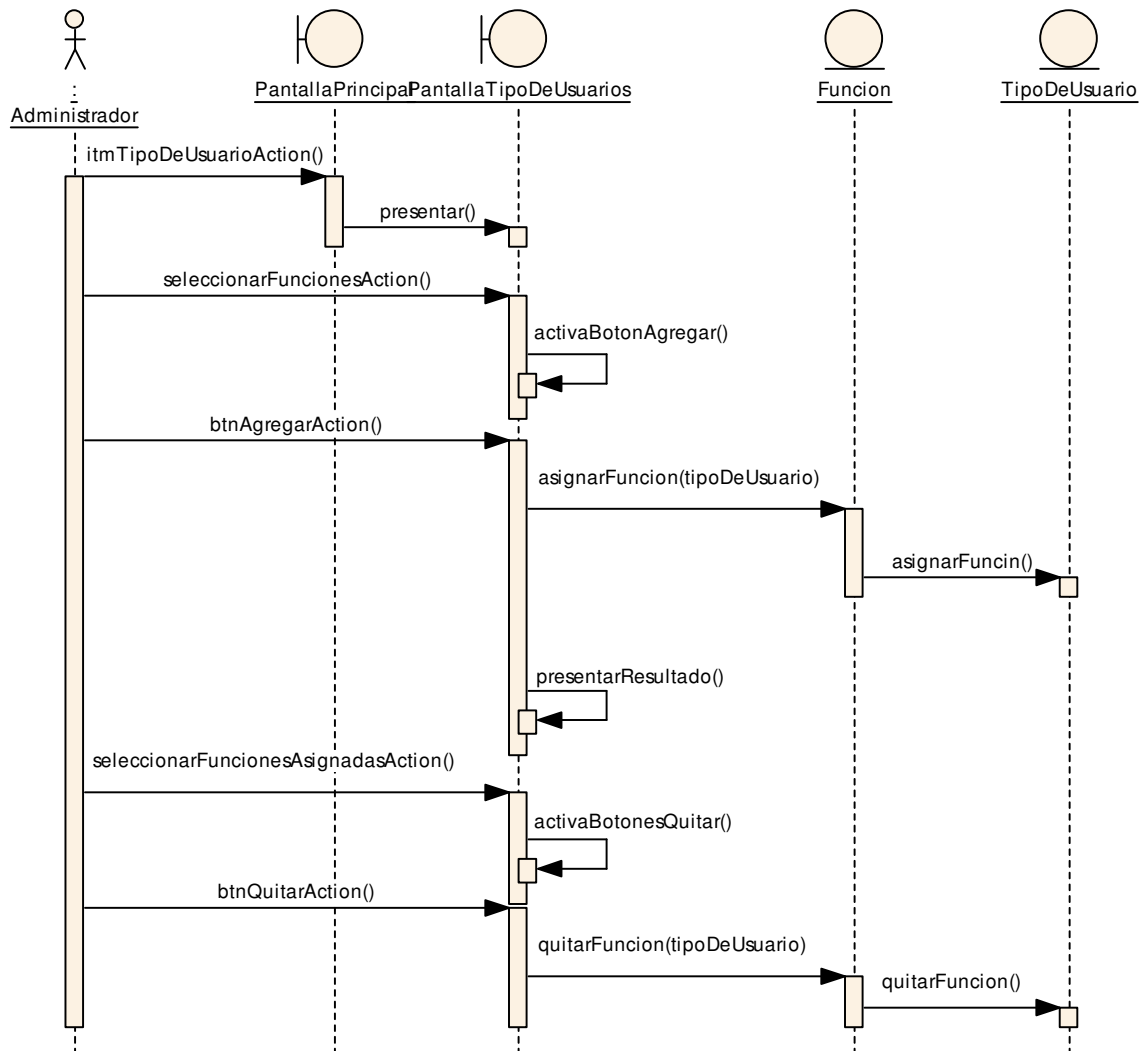 :
Administrador
PantallaPrincipal
PantallaTipoDeUsuarios
Funcion
TipoDeUsuario
itmTipoDeUsuarioAction()
presentar()
seleccionarFuncionesAction()
activaBotonAgregar()
btnAgregarAction()
asignarFuncion(tipoDeUsuario)
asignarFuncin()
presentarResultado()
seleccionarFuncionesAsignadasAction()
activaBotonesQuitar()
btnQuitarAction()
quitarFuncion(tipoDeUsuario)
quitarFuncion()